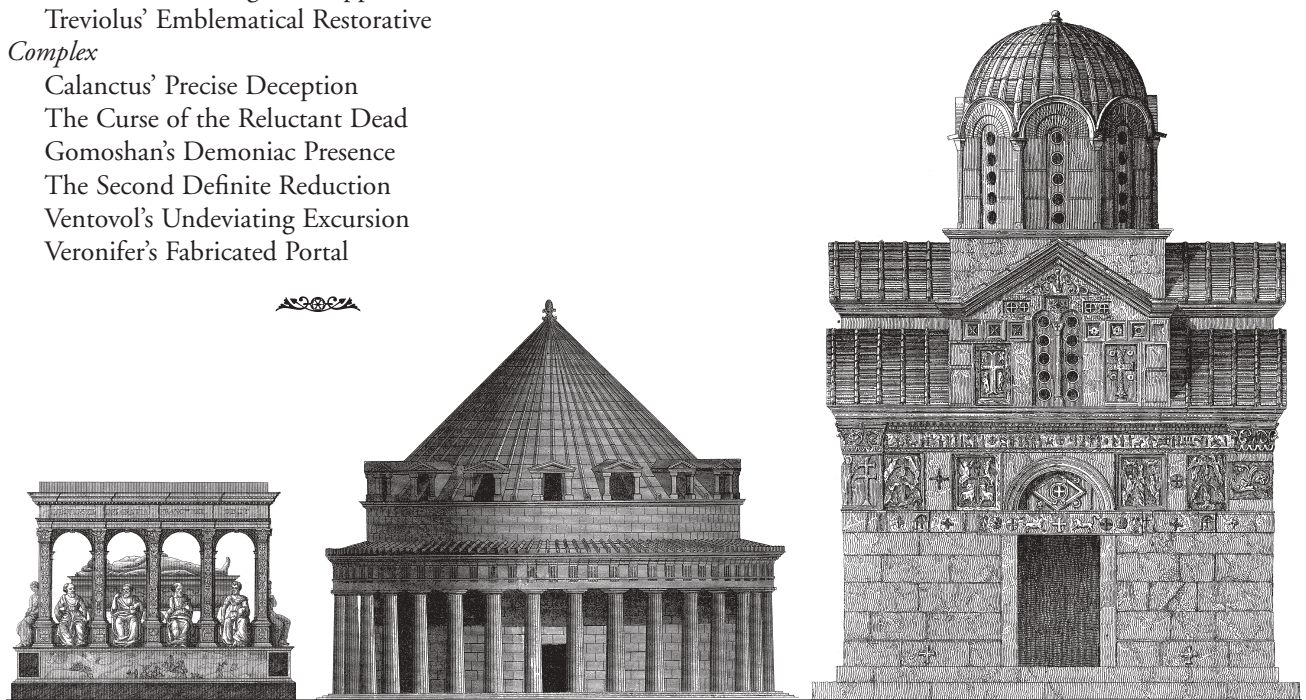 Treviolus’ Emblematical Restorative
Complex
Calanctus’ Precise Deception
The Curse of the Reluctant Dead
Gomoshan’s Demoniac Presence
The Second Definite Reduction
Ventovol’s Undeviating Excursion
Veronifer’s Fabricated Portal